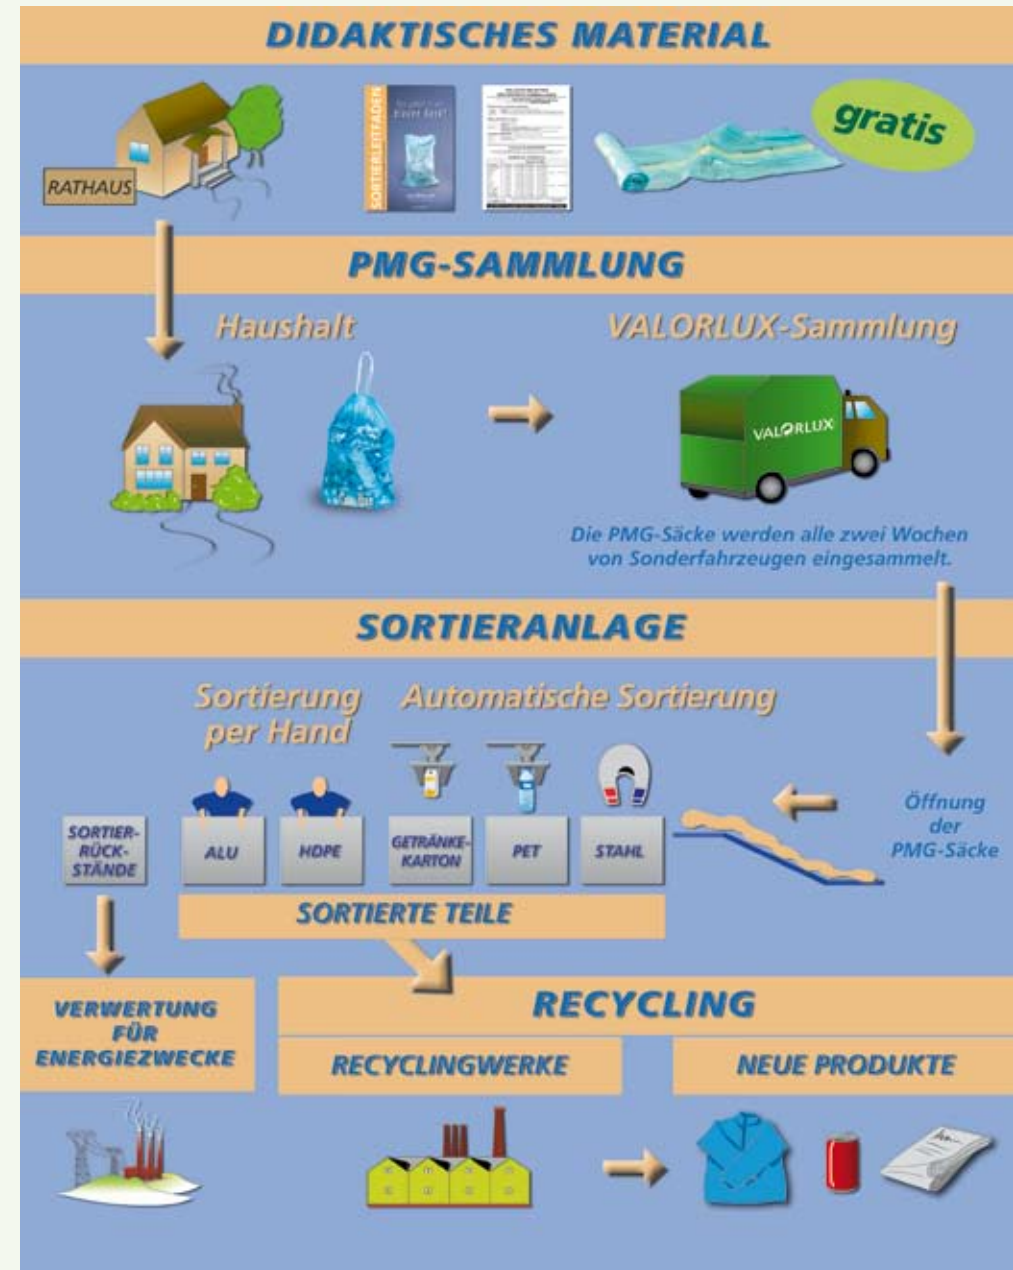 DIDAKTISCHES MATERIAL
RATHAUS
SORTIERLEITFADEN
gratis
PMG-SAMMLUNG
Haushalt
VALORLUX-Sammlung
VALORLUX
Die PMG-Säcke werden alle zwei Wochen
von Sonderfahrzeugen eingesammelt.
SORTIERANLAGE
Sortierung
per Hand
Automatische Sortierung
SORTIER-
RÜCK-
STÄNDE
ALU
HDPE
GETRÄNKE-
KARTON
PET
STAHL
Öffnung
der
PMG-Säcke
SORTIERTE TEILE
VERWERTUNG
FÜR
ENERGIEZWECKE
RECYCLING
RECYCLINGWERKE
NEUE PRODUKTE